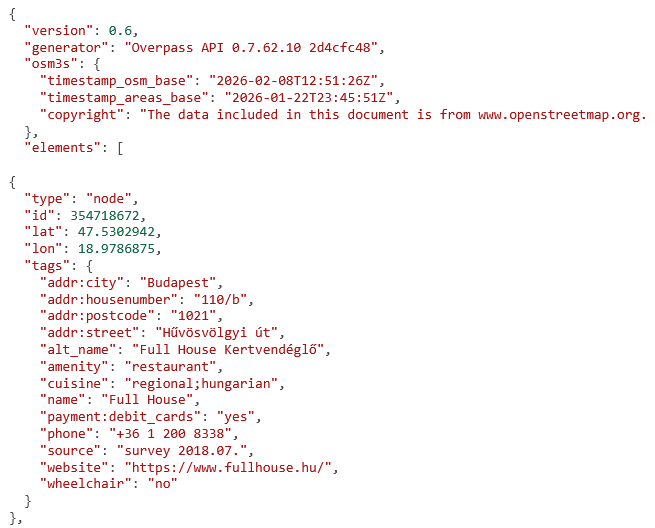 {
  "version": 0.6,
  "generator": "Overpass API 0.7.62.10 2d4cfc48",
  "osm3s": {
    "timestamp_osm_base": "2026-02-08T12:51:26Z",
    "timestamp_areas_base": "2026-01-22T23:45:51Z",
    "copyright": "The data included in this document is from www.openstreetmap.org.
  },
  "elements": [

{
  "type": "node",
  "id": 354718672,
  "lat": 47.5302942,
  "lon": 18.9786875,
  "tags": {
    "addr:city": "Budapest",
    "addr:housenumber": "110/b",
    "addr:postcode": "1021",
    "addr:street": "Hűvösvölgyi út",
    "alt_name": "Full House Kertvendéglő",
    "amenity": "restaurant",
    "cuisine": "regional;hungarian",
    "name": "Full House",
    "payment:debit_cards": "yes",
    "phone": "+36 1 200 8338",
    "source": "survey 2018.07.",
    "website": "https://www.fullhouse.hu/",
    "wheelchair": "no"
  }
},